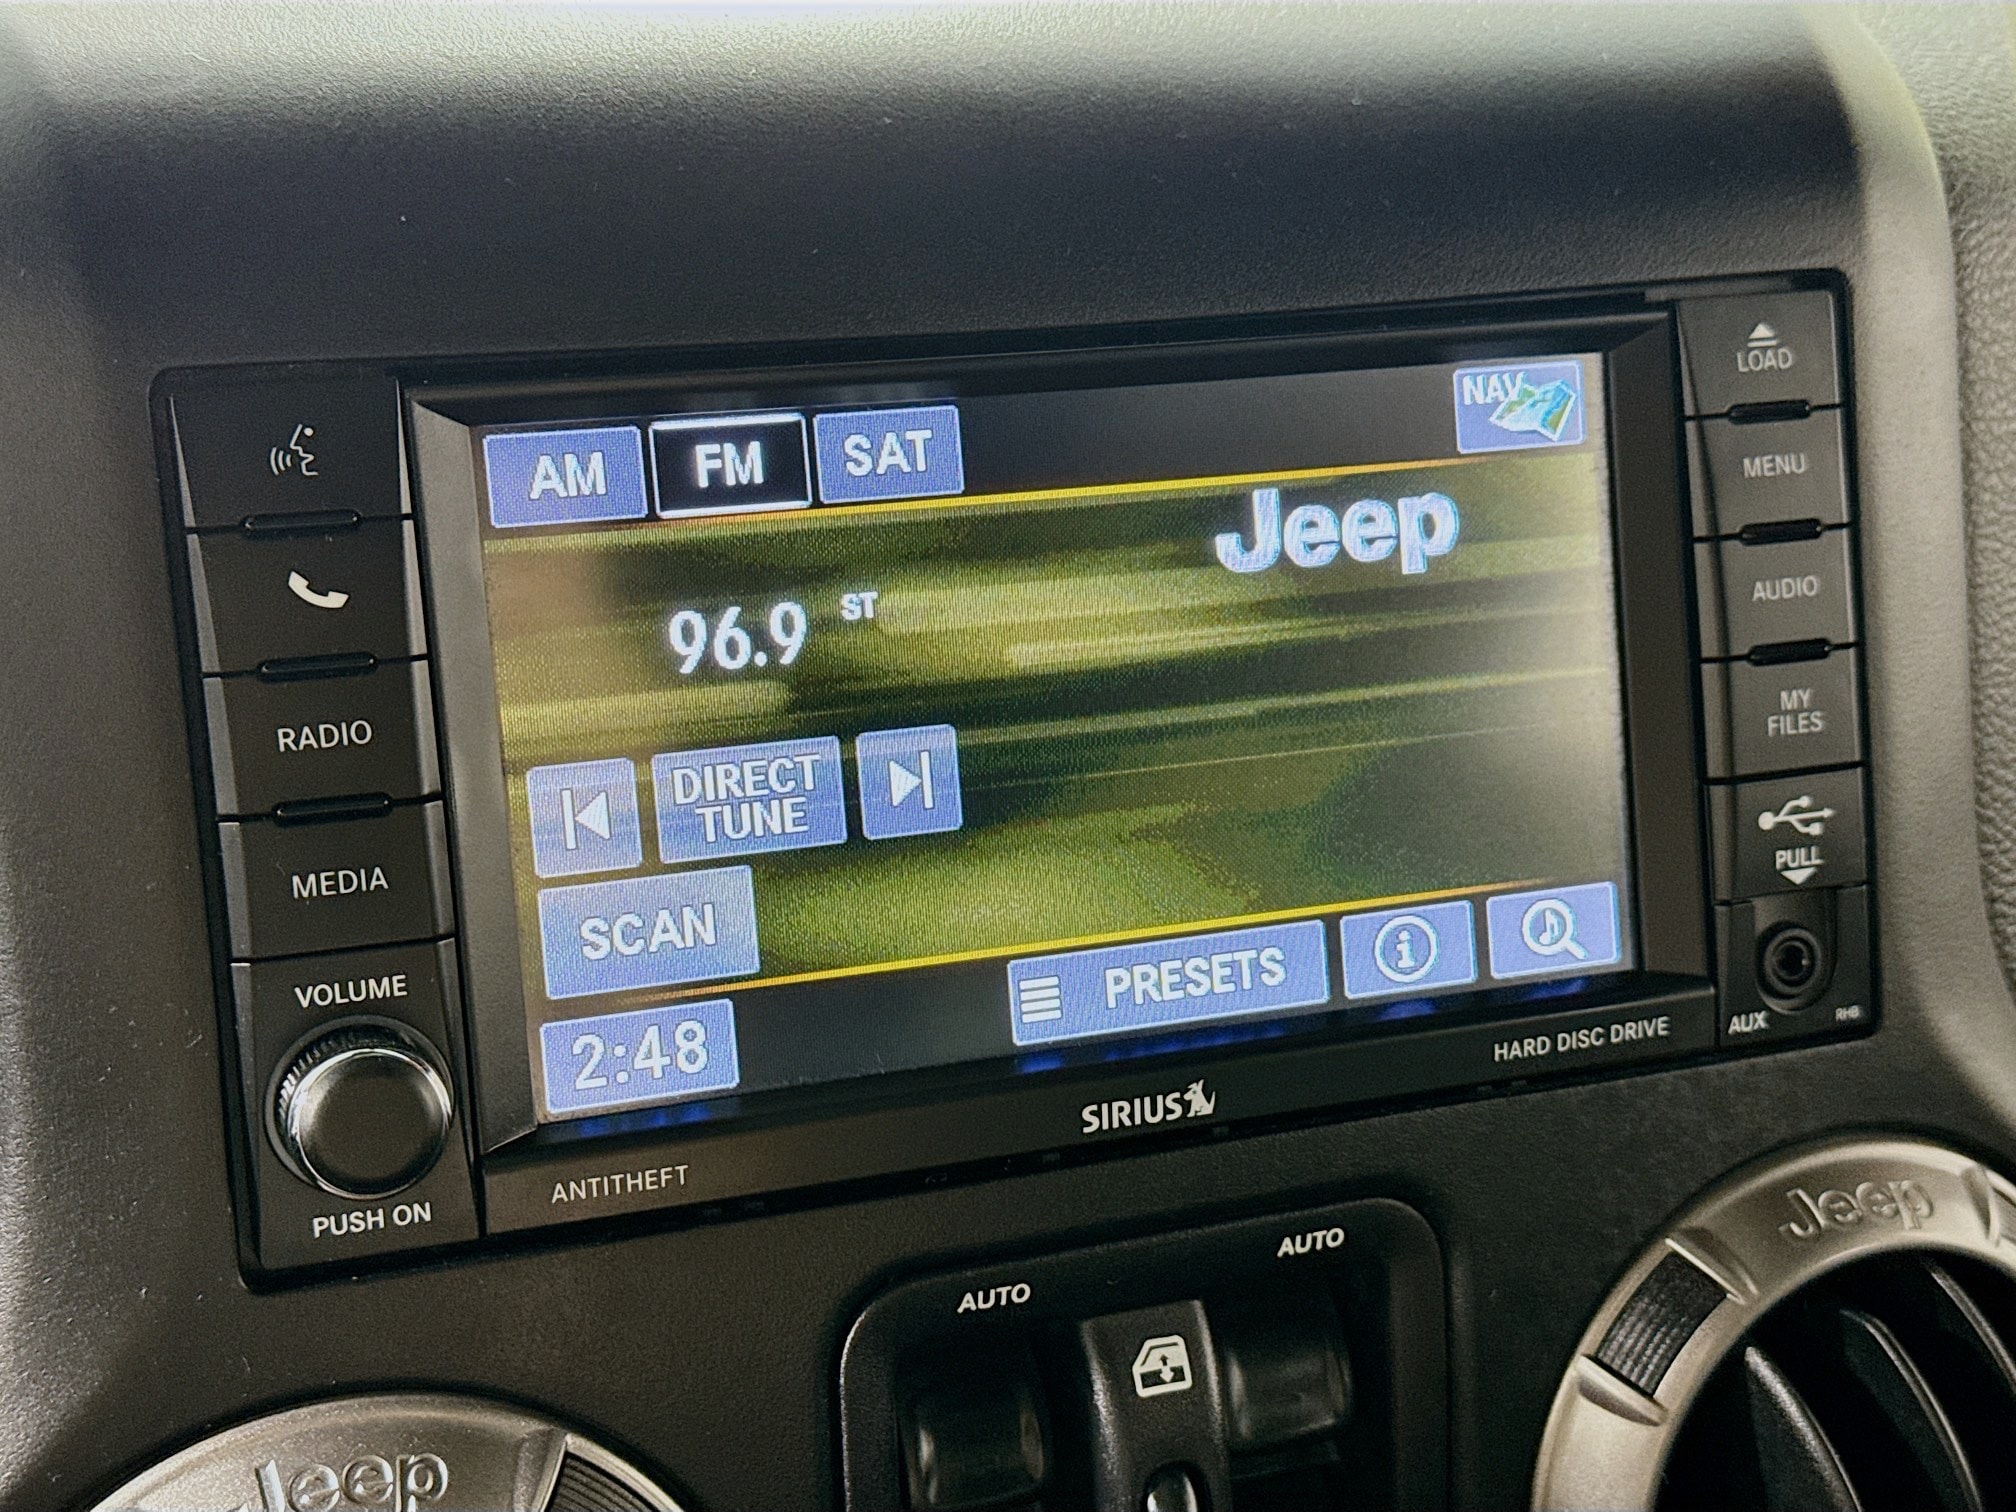 LOAD
MENU
AUDIO
MY
FILES
PULL
AUX
RHB
RADIO
MEDIA
VOLUME
PUSH ON
AM
FM
SAT
NAV
Jeep
96.9 ST
DIRECT
TUNE
SCAN
PRESETS
2:48
HARD DISC DRIVE
SIRIUS
ANTITHEFT
AUTO
AUTO
Jeep
Jeep